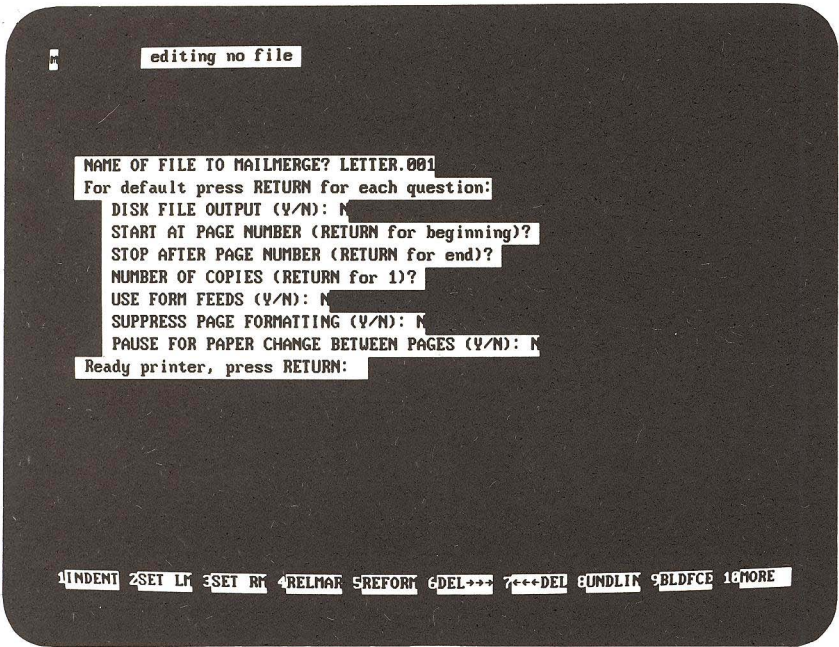 m editing no file
NAME OF FILE TO MAILMERGE? LETTER.001
For default press RETURN for each question:
DISK FILE OUTPUT (Y/N): N
START AT PAGE NUMBER (RETURN for beginning)?
STOP AFTER PAGE NUMBER (RETURN for end)?
NUMBER OF COPIES (RETURN for 1)?
USE FORM FEEDS (Y/N): N
SUPPRESS PAGE FORMATTING (Y/N): N
PAUSE FOR PAPER CHANGE BETWEEN PAGES (Y/N): N
Ready printer, press RETURN:
1INDENT 2SET LM 3SET RM 4RELMAR 5REFORM 6DEL→→→ 7←←←DEL 8UNDLIN 9BLDFCE 10MORE